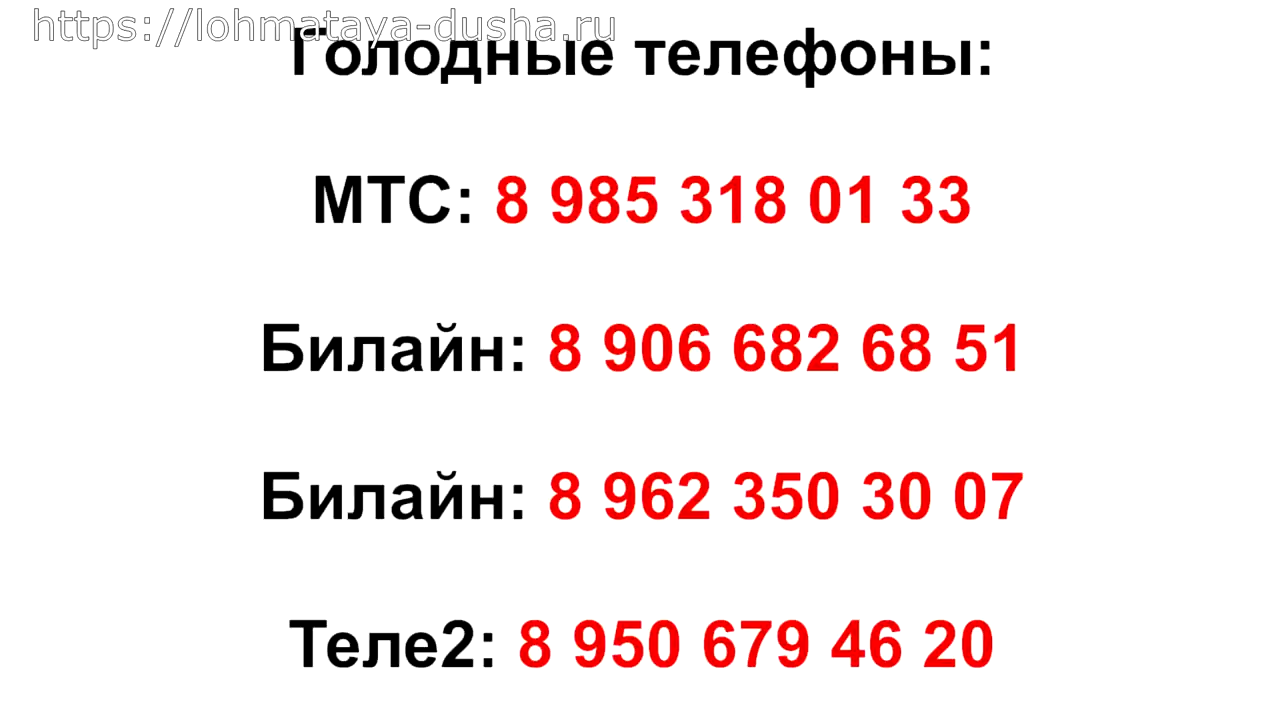 https://lohmataya-dusha.ru
Голодные телефоны:
МТС: 8 985 318 01 33
Билайн: 8 906 682 68 51
Билайн: 8 962 350 30 07
Теле2: 8 950 679 46 20